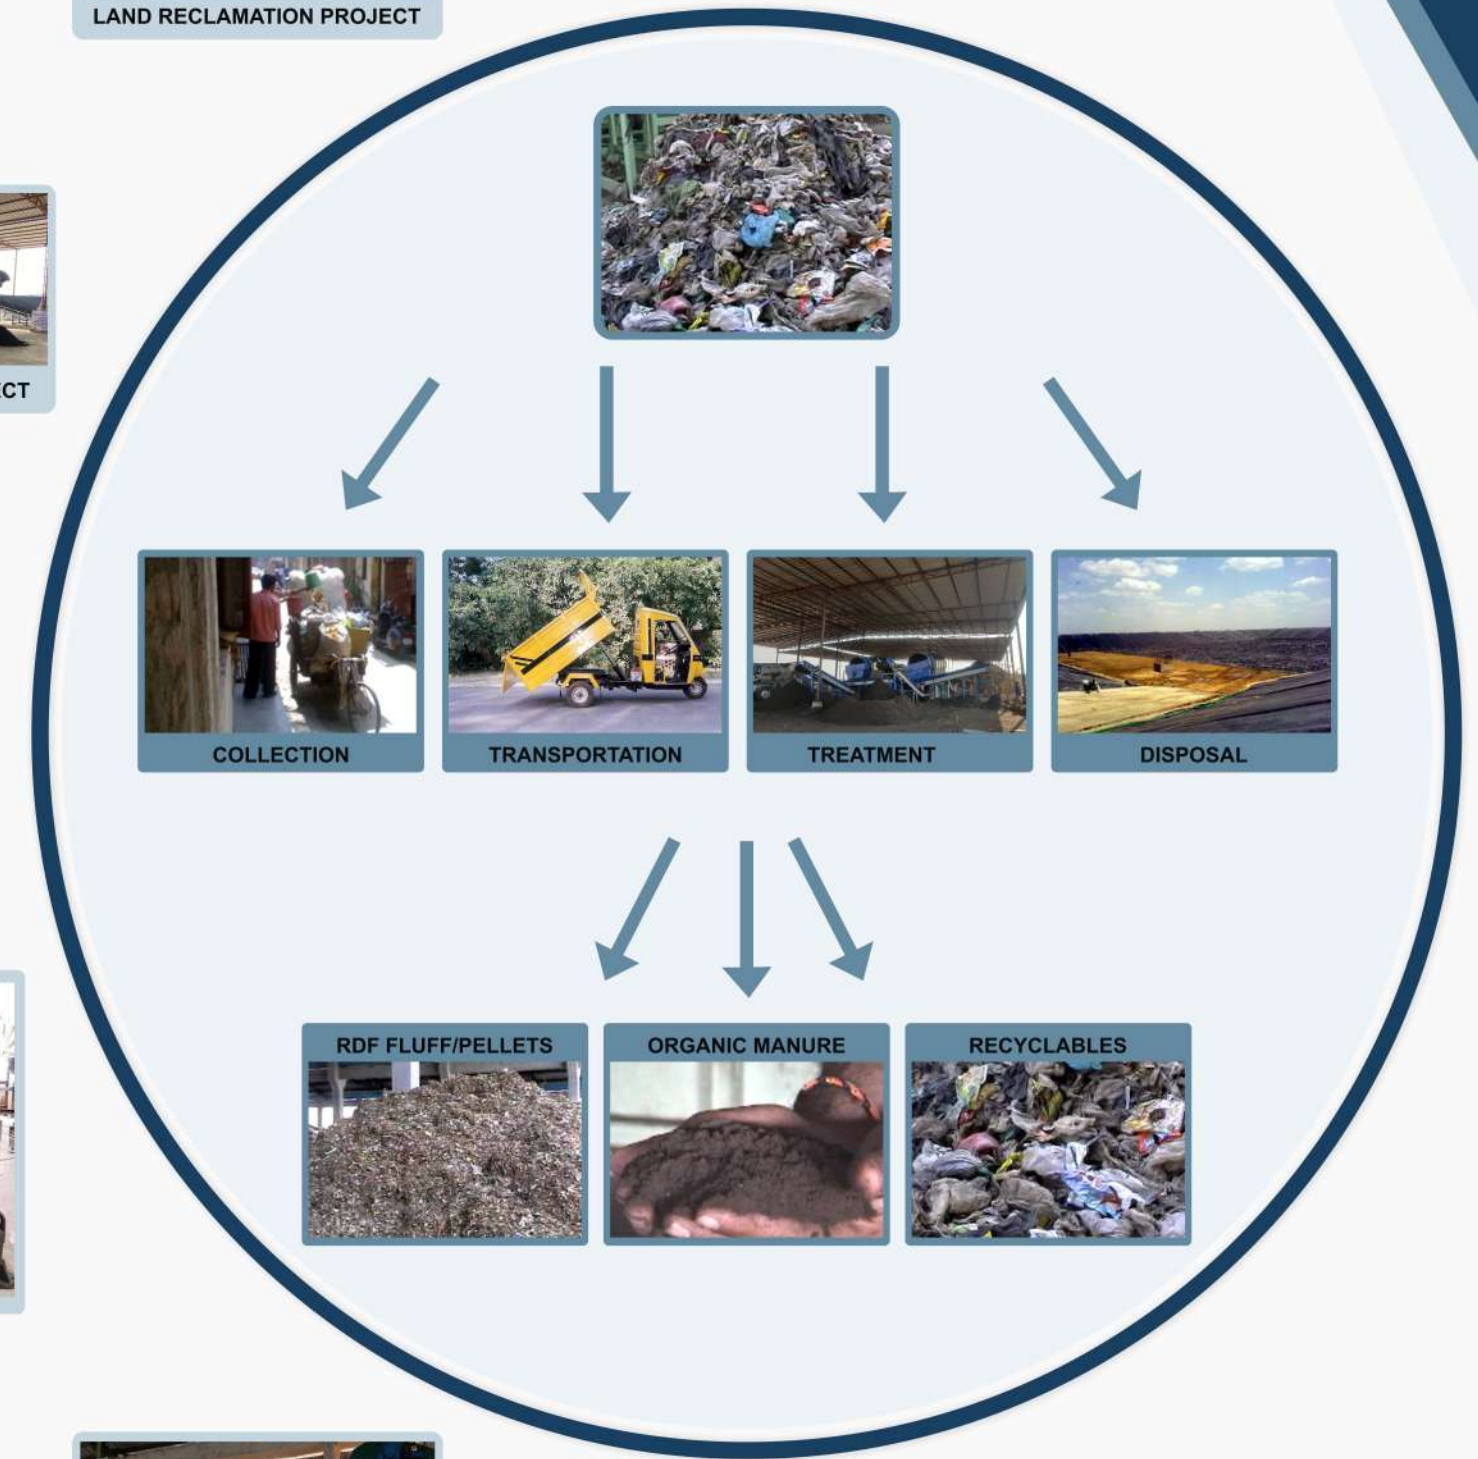 LAND RECLAMATION PROJECT
COLLECTION
TRANSPORTATION
TREATMENT
DISPOSAL
RDF FLUFF/PELLETS
ORGANIC MANURE
RECYCLABLES